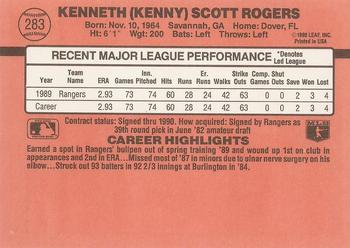 283
KENNETH (KENNY) SCOTT ROGERS
Born: Nov. 10, 1964 Savannah, GA Home: Dover, FL
Ht: 6'1" Wgt: 200 Bats: Left Throws: Left
©1990 LEAF, INC.
Printed in U.S.A.
RECENT MAJOR LEAGUE PERFORMANCE *Denotes Led League
Year Team Name ERA Games Inn. Pitched Hits Runs Er. Runs Walks Strike Outs Comp. Games Shut Outs Save Won Lost
1989 Rangers 2.93 73 74 60 28 24 42 63 0 0 2 3 4
Career 2.93 73 74 60 28 24 42 63 0 0 2 3 4
Contract status: Signed thru 1990. How acquired: Signed by Rangers as
39th round pick in June '82 amateur draft
CAREER HIGHLIGHTS
Earned a spot in Rangers' bullpen out of spring training '89 and wound up 1st on club in
appearances and 2nd in ERA...Missed most of '87 in minors due to ulnar nerve surgery on his
elbow...Struck out 93 batters in 92 2/3 innings at Burlington in '84.
MLB